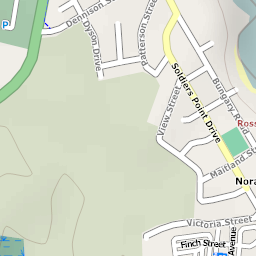 P
Dennison Street
Dyson Drive
Patterson Street
Soldiers Point Drive
Bungary Road
View Street
Ross
Maitland St
Nora
Victoria Street
Finch Street
Avenue